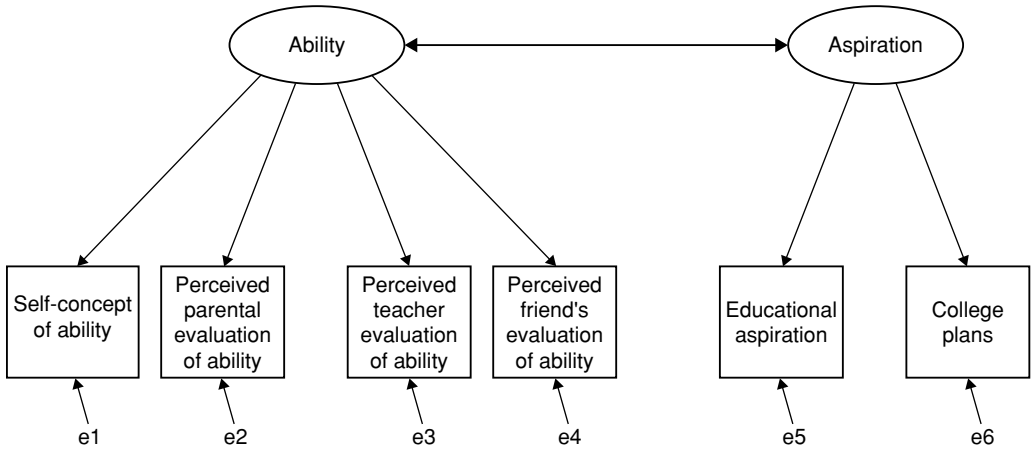 Ability
Aspiration
Self-concept
of ability
Perceived
parental
evaluation
of ability
Perceived
teacher
evaluation
of ability
Perceived
friend's
evaluation
of ability
Educational
aspiration
College
plans
e1
e2
e3
e4
e5
e6